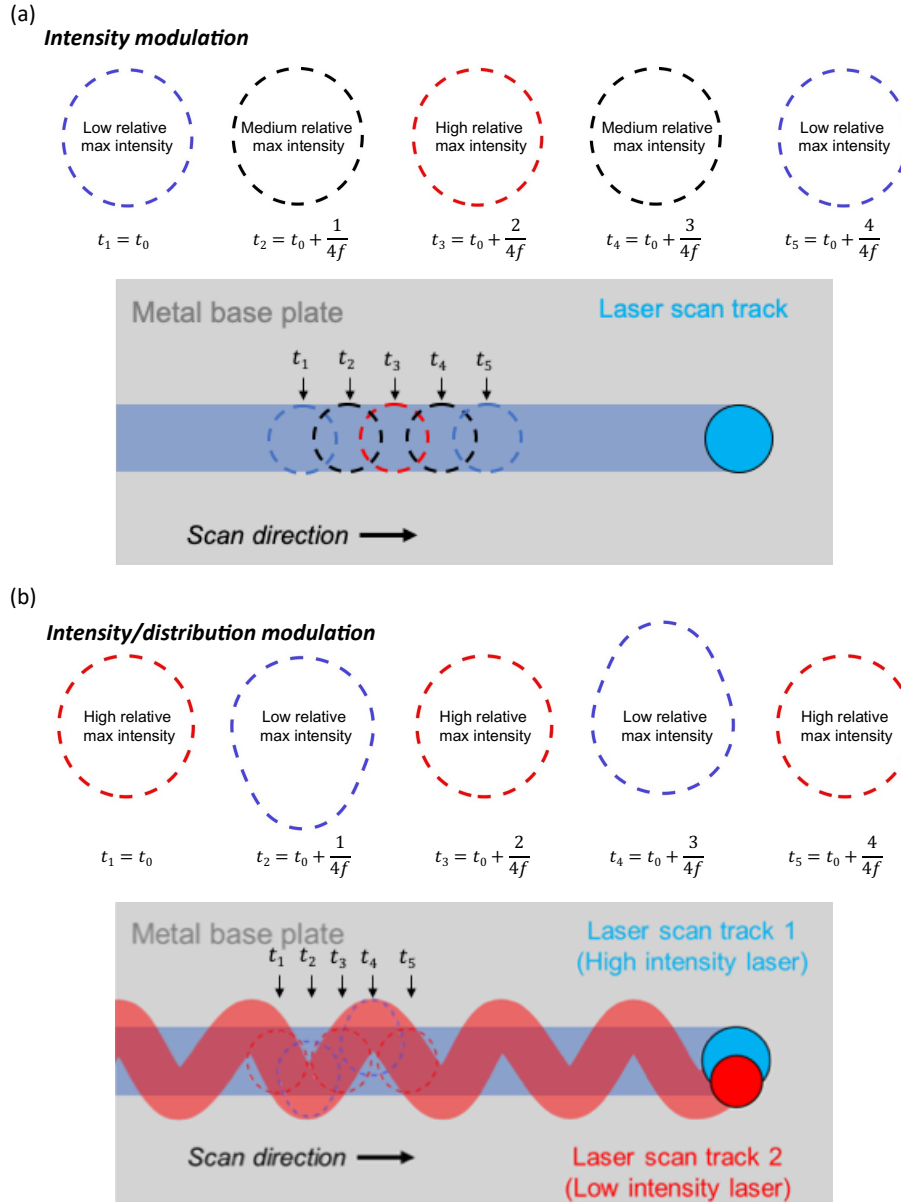 (a)
Intensity modulation
Low relative max intensity
Medium relative max intensity
High relative max intensity
Medium relative max intensity
Low relative max intensity
t₁ = t₀
t₂ = t₀ + 1/4f
t₃ = t₀ + 2/4f
t₄ = t₀ + 3/4f
t₅ = t₀ + 4/4f
Metal base plate
Laser scan track
t₁ t₂ t₃ t₄ t₅
Scan direction
(b)
Intensity/distribution modulation
High relative max intensity
Low relative max intensity
High relative max intensity
Low relative max intensity
High relative max intensity
t₁ = t₀
t₂ = t₀ + 1/4f
t₃ = t₀ + 2/4f
t₄ = t₀ + 3/4f
t₅ = t₀ + 4/4f
Metal base plate
Laser scan track 1
(High intensity laser)
t₁ t₂ t₃ t₄ t₅
Scan direction
Laser scan track 2
(Low intensity laser)